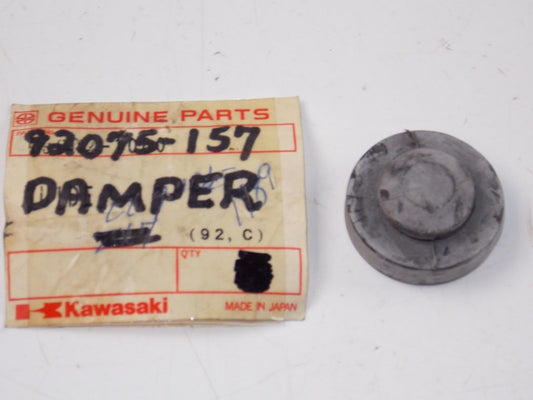 GENUINE PARTS
92075-157
DAMPER
(92, C)
QTY
Kawasaki
MADE IN JAPAN